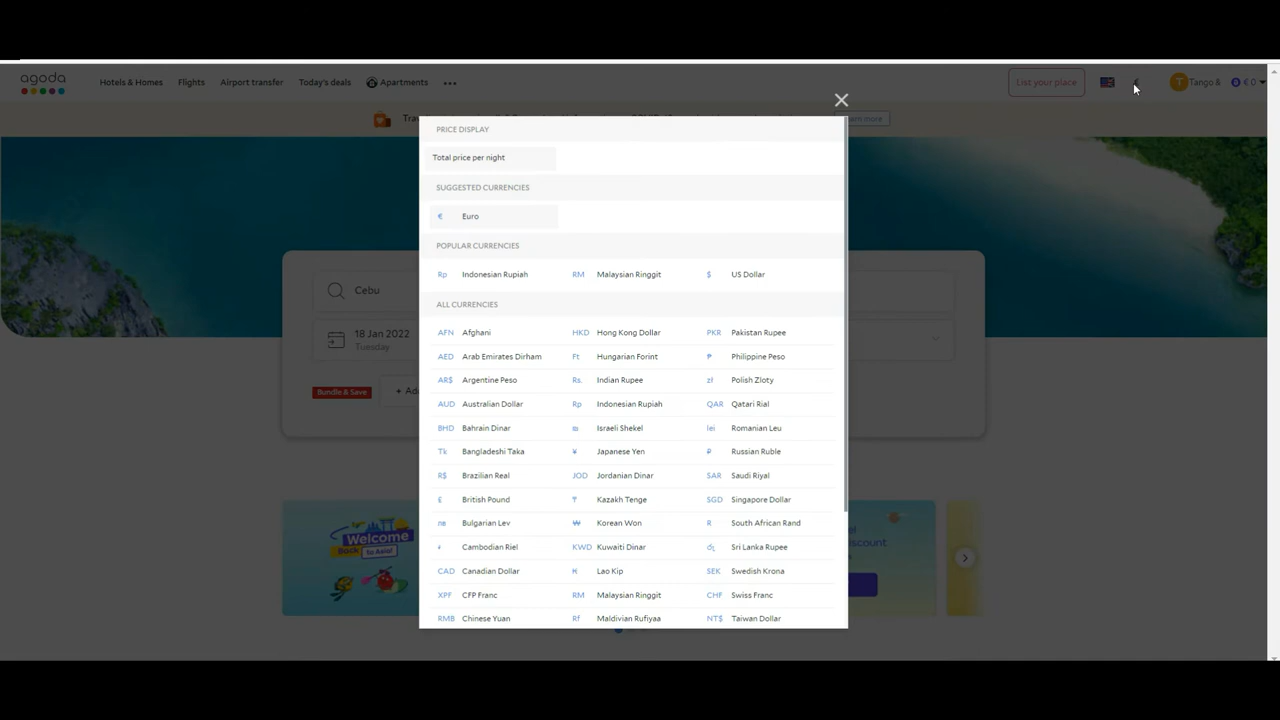 agoda
Hotels & Homes
Flights
Airport transfer
Today's deals
Apartments
List your place
Tango &
€ 0
PRICE DISPLAY
Total price per night
SUGGESTED CURRENCIES
€ Euro
POPULAR CURRENCIES
Rp Indonesian Rupiah RM Malaysian Ringgit $ US Dollar
ALL CURRENCIES
AFN Afghani HKD Hong Kong Dollar PKR Pakistan Rupee
AED Arab Emirates Dirham Ft Hungarian Forint ₱ Philippine Peso
AR$ Argentine Peso Rs. Indian Rupee zł Polish Zloty
AUD Australian Dollar Rp Indonesian Rupiah QAR Qatari Rial
BHD Bahrain Dinar ₪ Israeli Shekel lei Romanian Leu
Tk Bangladeshi Taka ¥ Japanese Yen Russian Ruble
R$ Brazilian Real JOD Jordanian Dinar SAR Saudi Riyal
£ British Pound ₸ Kazakh Tenge SGD Singapore Dollar
лв Bulgarian Lev ₩ Korean Won R South African Rand
Cambodian Riel KWD Kuwaiti Dinar රු Sri Lanka Rupee
CAD Canadian Dollar ₭ Lao Kip SEK Swedish Krona
XPF CFP Franc RM Malaysian Ringgit CHF Swiss Franc
RMB Chinese Yuan Rf Maldivian Rufiyaa NT$ Taiwan Dollar
Cebu
18 Jan 2022
Tuesday
Bundle & Save
Welcome
Back
to Asia!